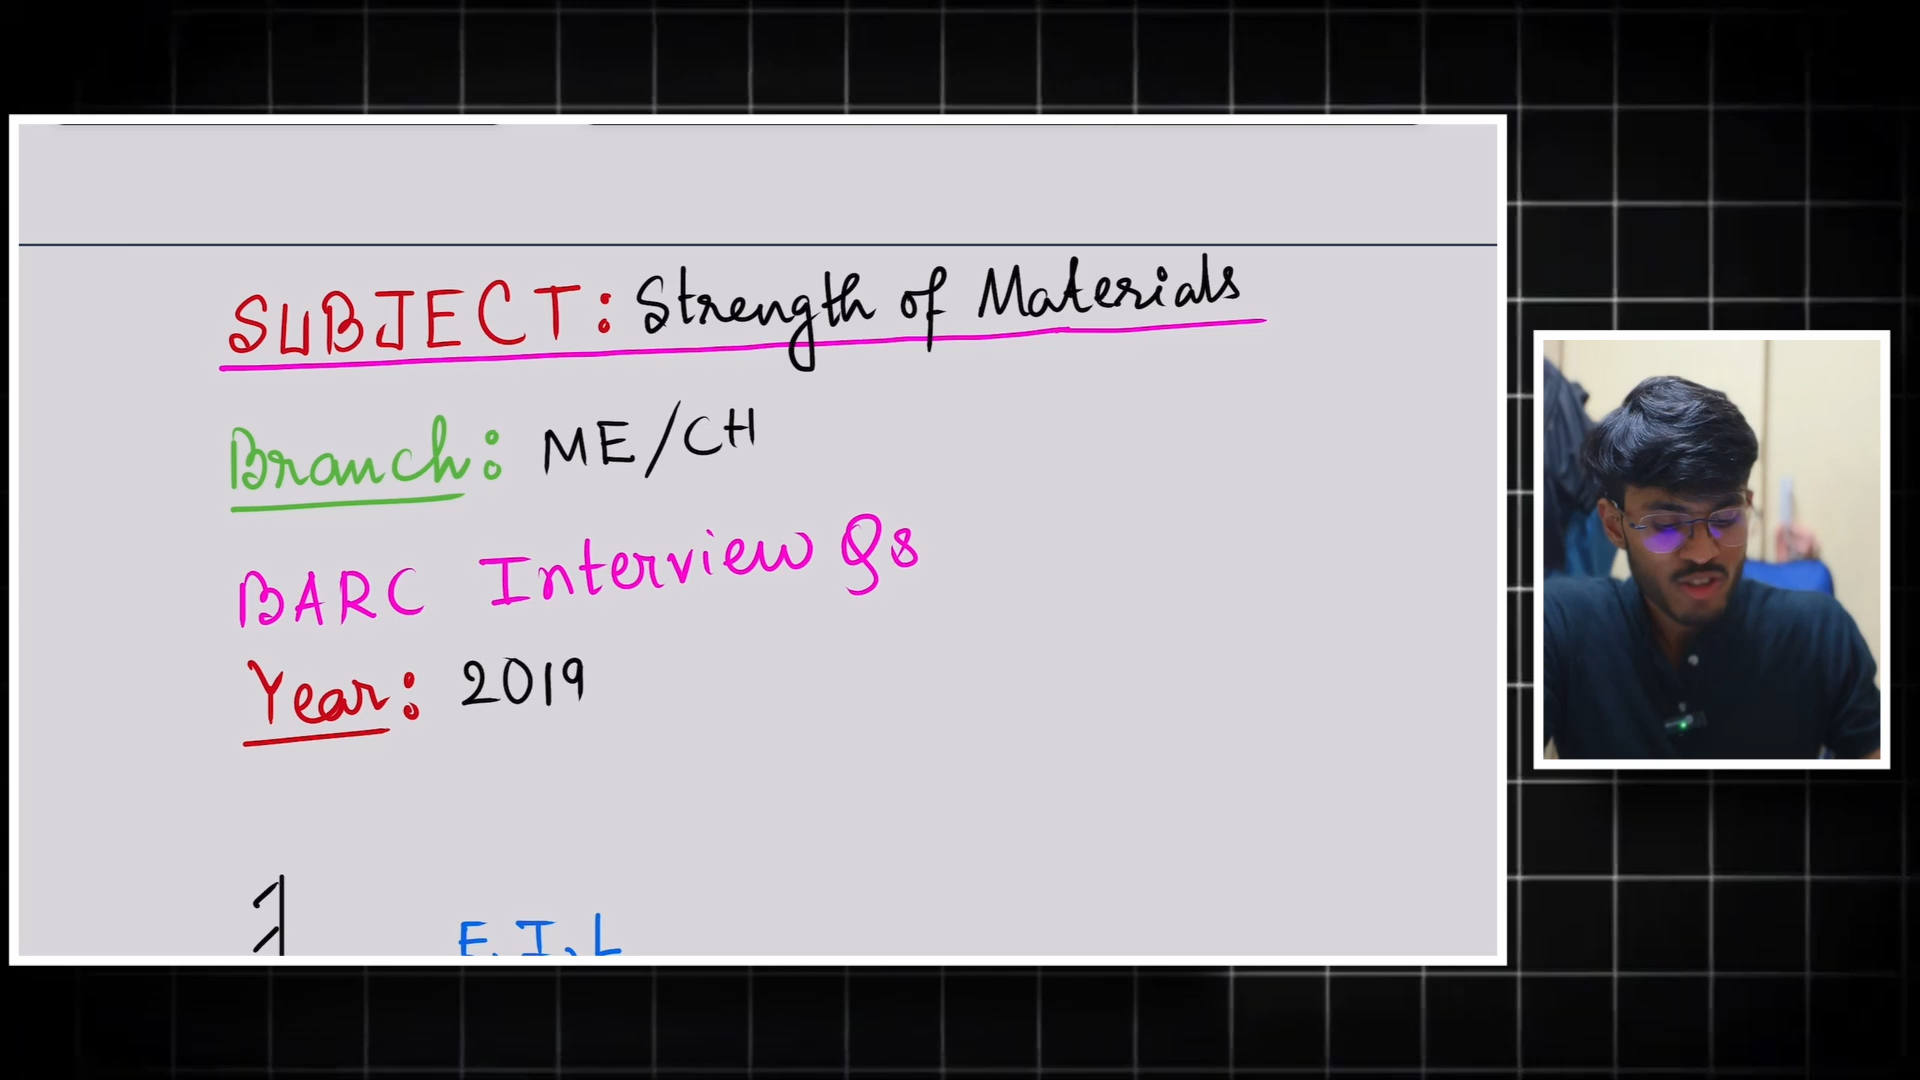 SUBJECT: Strength of Materials
Branch: ME/CH
BARC Interview Qs
Year: 2019
E, I, L